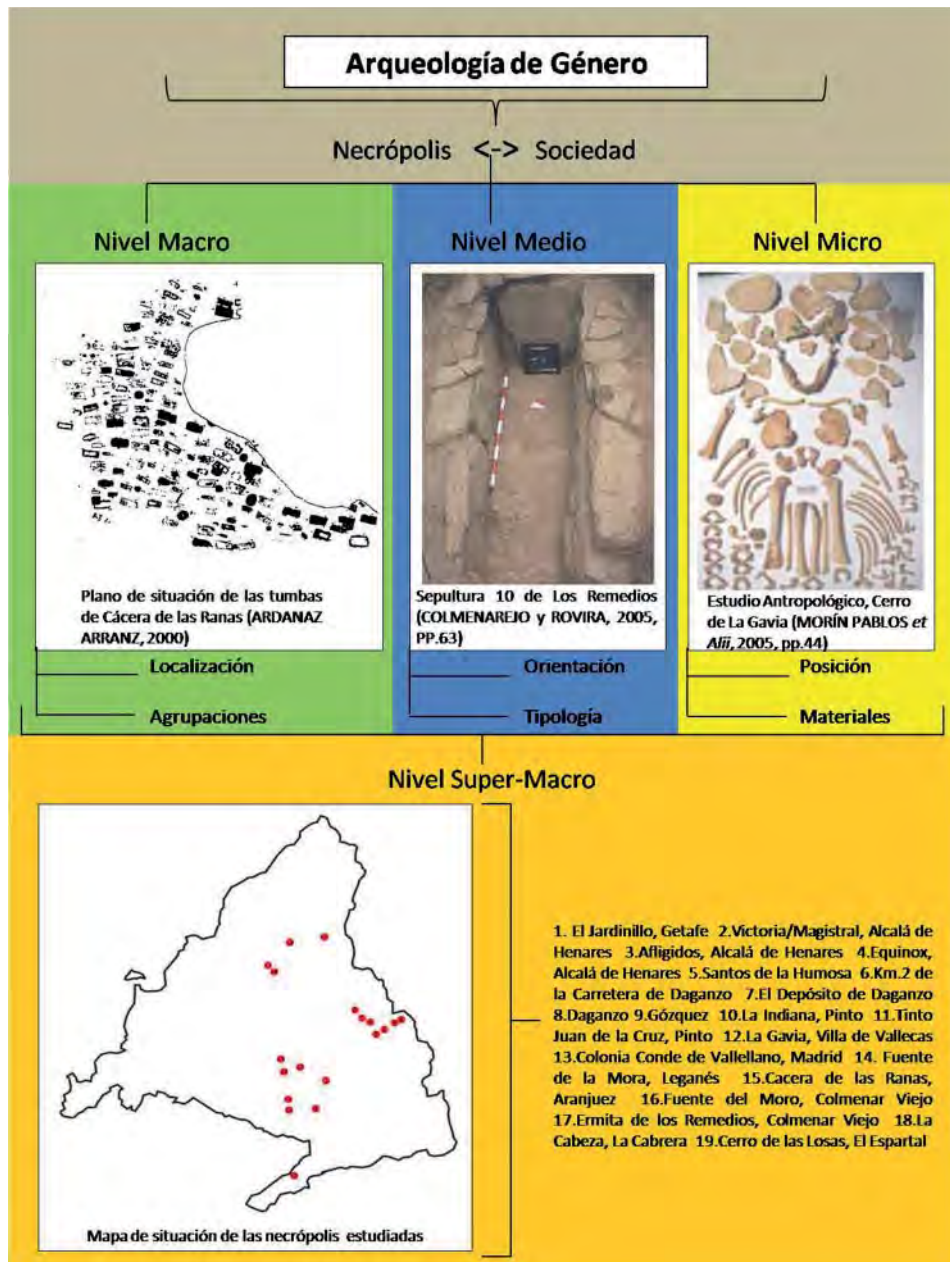 Arqueología de Género
Necrópolis <-> Sociedad
Nivel Macro
Plano de situación de las tumbas
de Cácera de las Ranas (ARDANAZ
ARRANZ, 2000)
Localización
Agrupaciones
Nivel Medio
Sepultura 10 de Los Remedios
(COLMENAREJO y ROVIRA, 2005,
PP.63)
Orientación
Tipología
Nivel Micro
Estudio Antropológico, Cerro
de La Gavia (MORÍN PABLOS et
Alii, 2005, pp.44)
Posición
Materiales
Nivel Super-Macro
Mapa de situación de las necrópolis estudiadas
1. El Jardinillo, Getafe 2.Victoria/Magistral, Alcalá de
Henares 3.Afligidos, Alcalá de Henares 4.Equinox,
Alcalá de Henares 5.Santos de la Humosa 6.Km.2 de
la Carretera de Daganzo 7.El Depósito de Daganzo
8.Daganzo 9.Gózquez 10.La Indiana, Pinto 11.Tinto
Juan de la Cruz, Pinto 12.La Gavia, Villa de Vallecas
13.Colonia Conde de Vallellano, Madrid 14. Fuente
de la Mora, Leganés 15.Cacera de las Ranas,
Aranjuez 16.Fuente del Moro, Colmenar Viejo
17.Ermita de los Remedios, Colmenar Viejo 18.La
Cabeza, La Cabrera 19.Cerro de las Losas, El Espartal